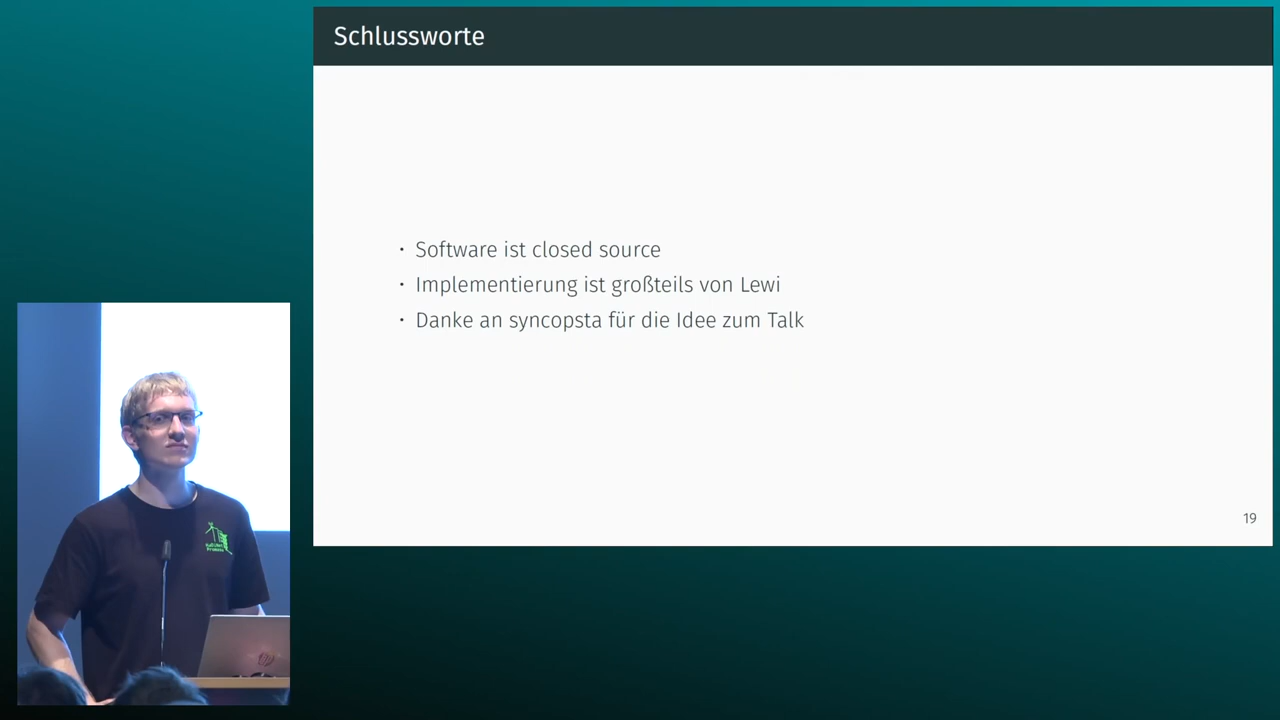 Schlussworte
· Software ist closed source
· Implementierung ist großteils von Lewi
· Danke an syncopsta für die Idee zum Talk
19